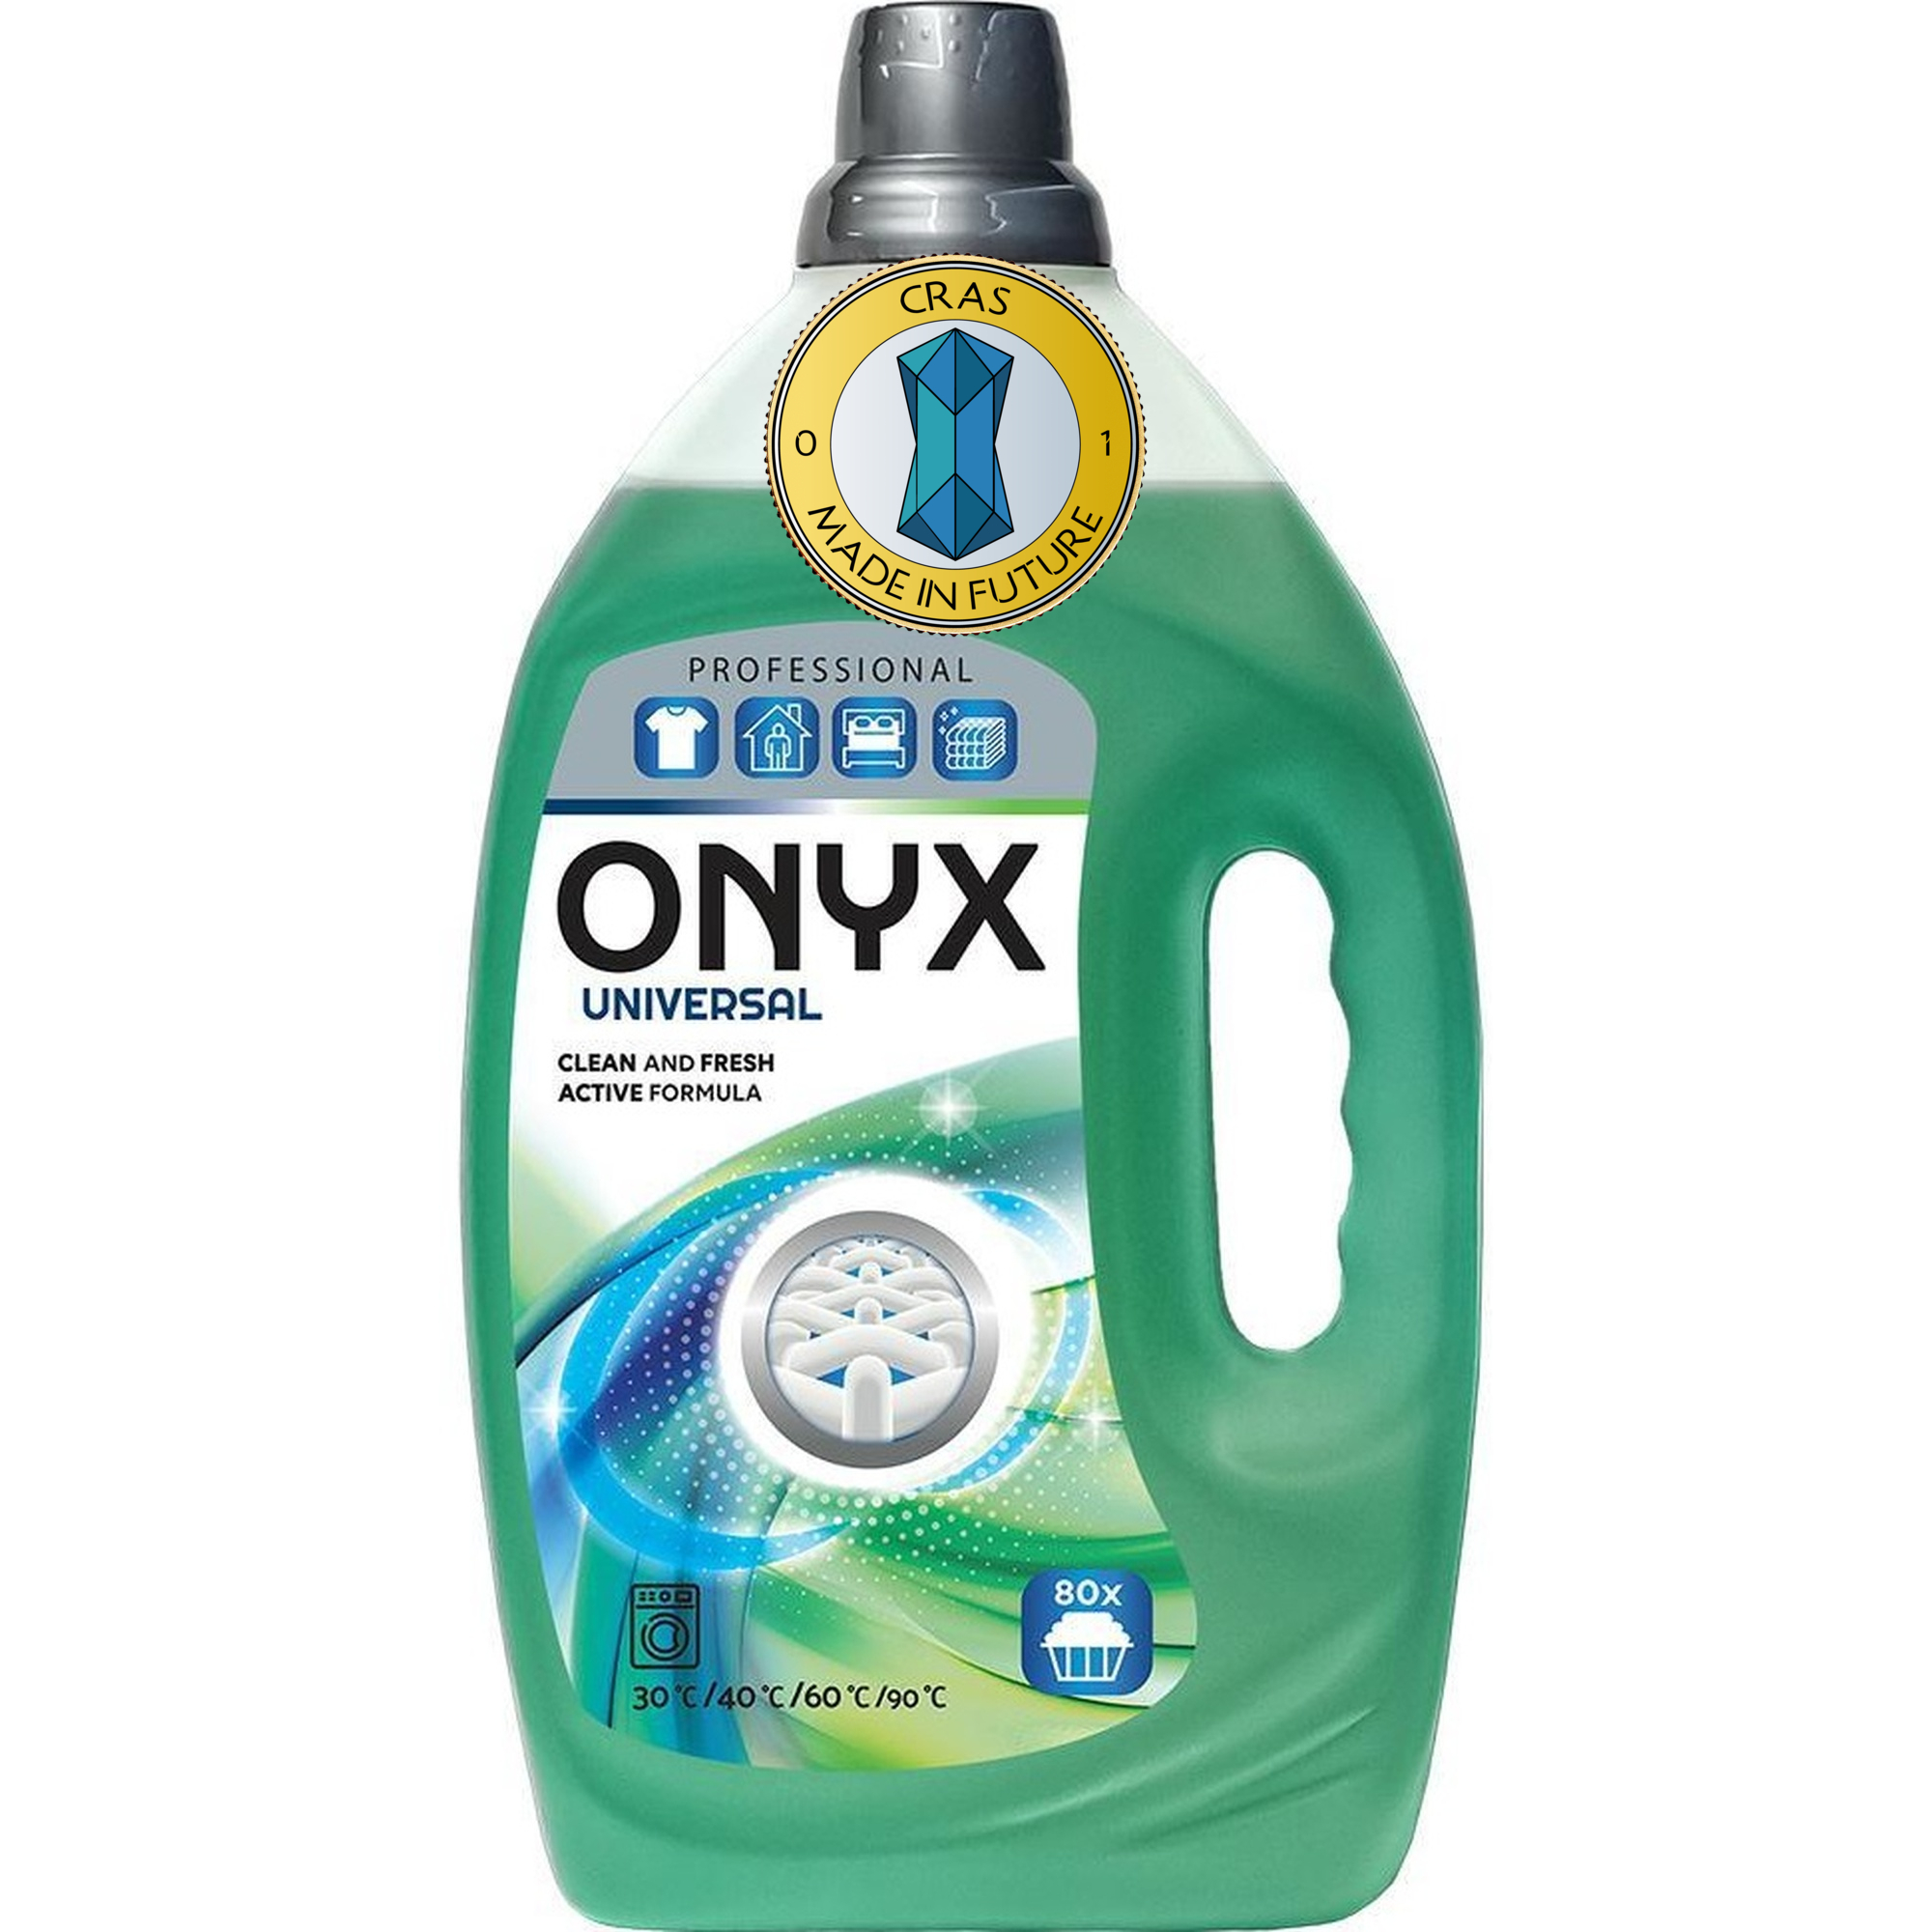 CRAS
0 1
MADE IN FUTURE
PROFESSIONAL
ONYX
UNIVERSAL
CLEAN AND FRESH
ACTIVE FORMULA
80X
30°C/40°C/60°C/90°C